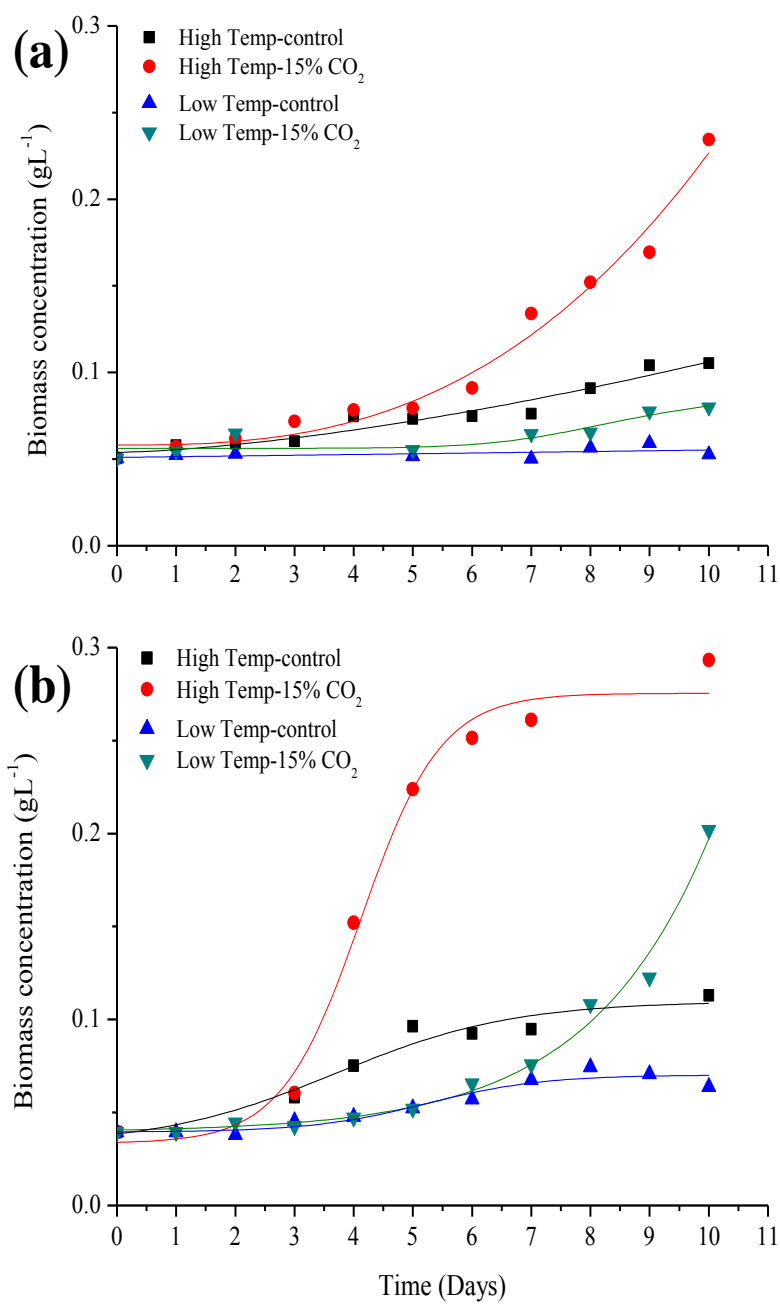 (a)
High Temp-control
High Temp-15% CO2
Low Temp-control
Low Temp-15% CO2
Biomass concentration (gL-1)
0.3
0.2
0.1
0.0
0 1 2 3 4 5 6 7 8 9 10 11
(b)
High Temp-control
High Temp-15% CO2
Low Temp-control
Low Temp-15% CO2
Biomass concentration (gL-1)
0.3
0.2
0.1
0.0
0 1 2 3 4 5 6 7 8 9 10 11
Time (Days)